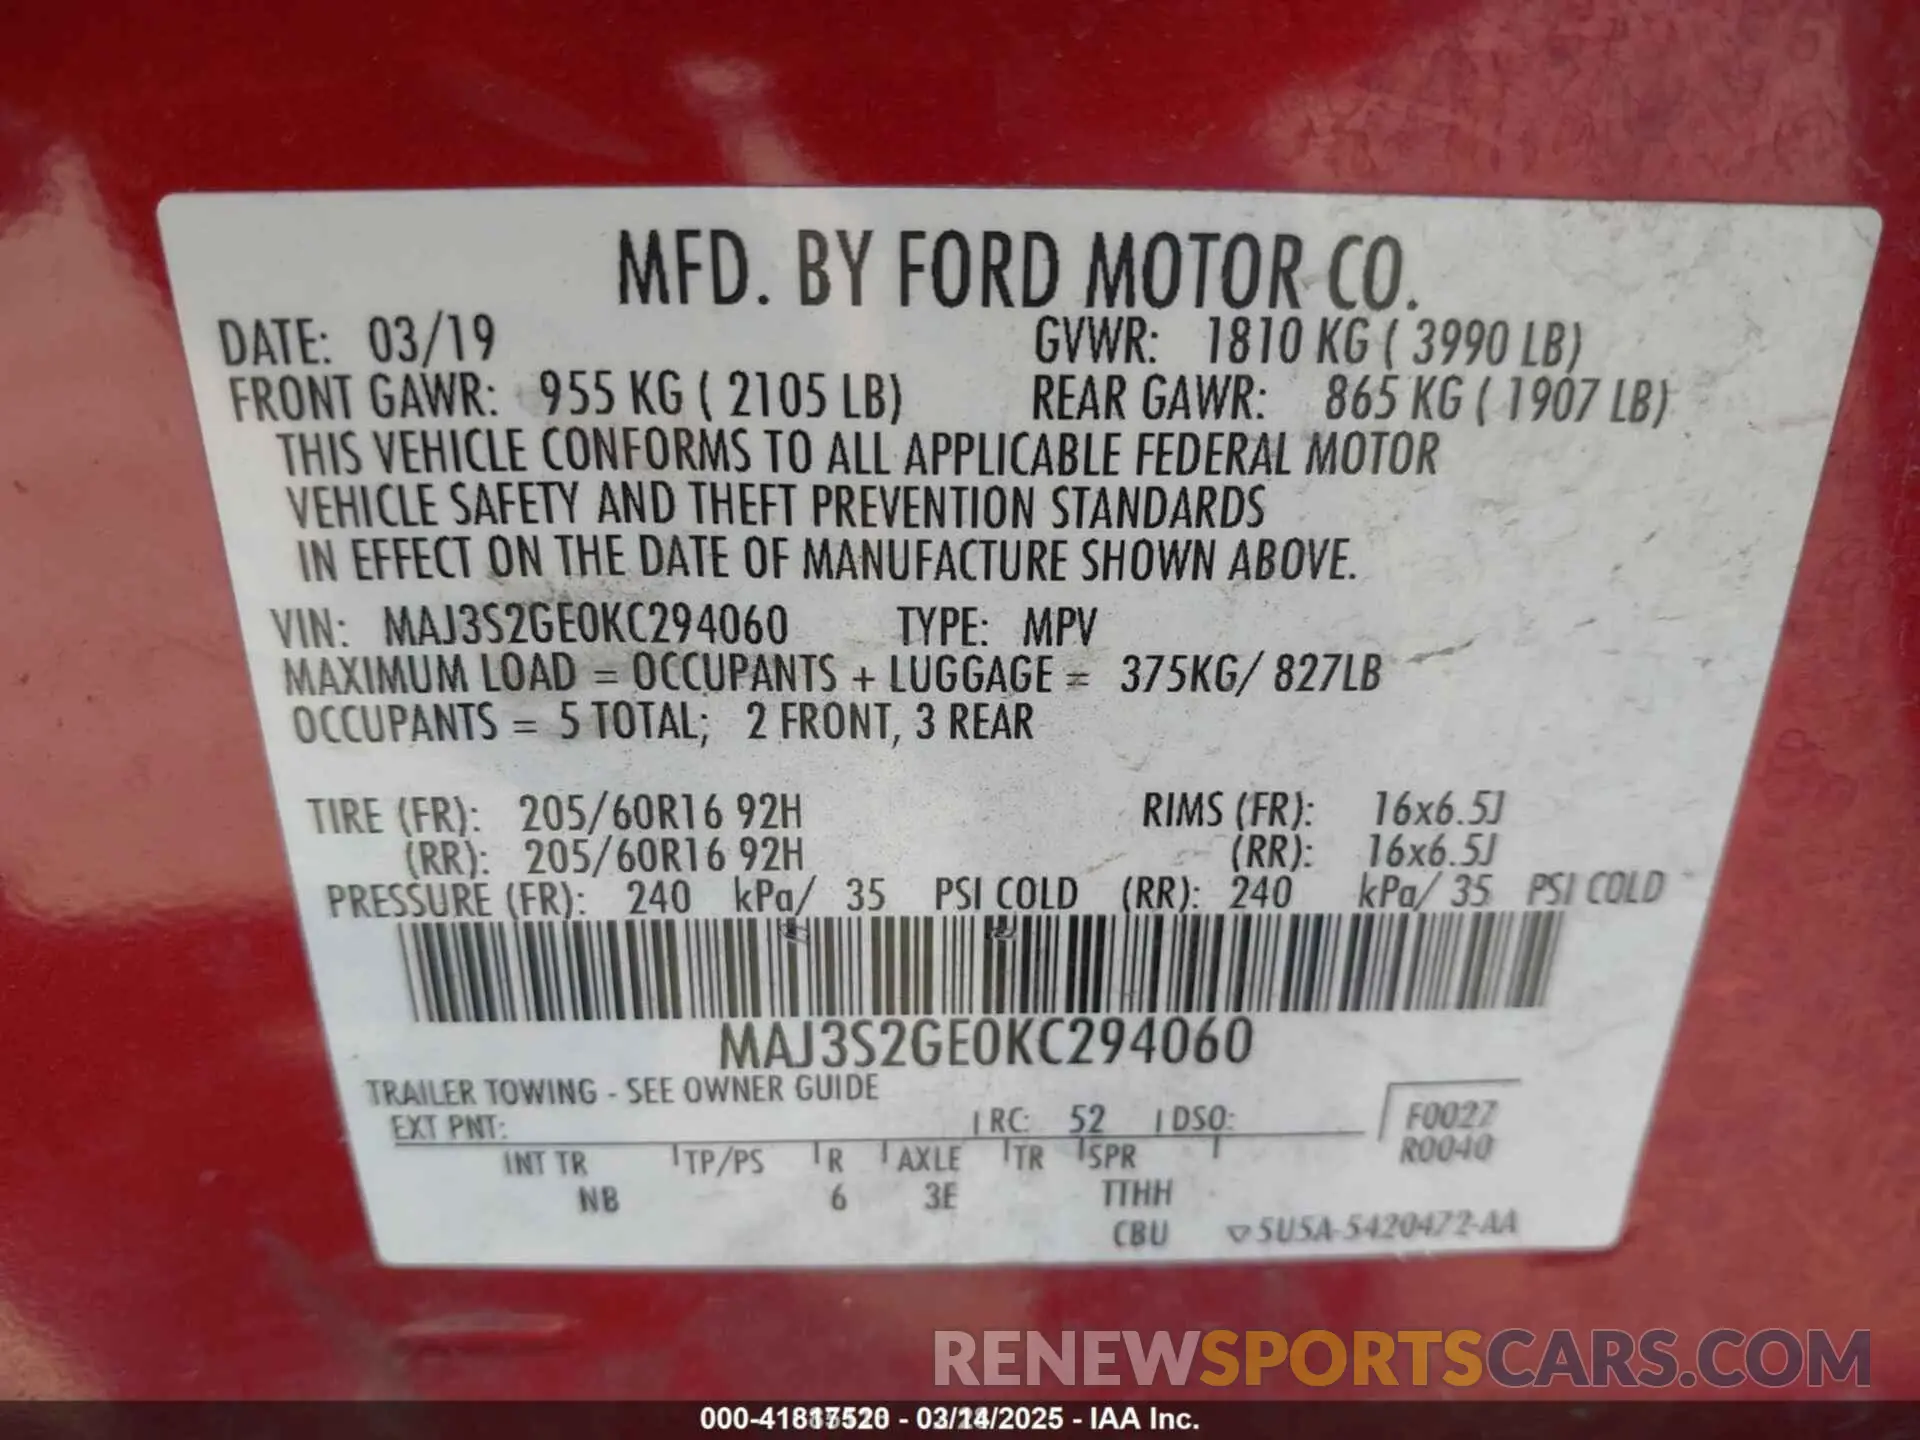 MFD. BY FORD MOTOR CO.
DATE: 03/19 GVWR: 1810 KG ( 3990 LB)
FRONT GAWR: 955 KG ( 2105 LB) REAR GAWR: 865 KG ( 1907 LB)
THIS VEHICLE CONFORMS TO ALL APPLICABLE FEDERAL MOTOR
VEHICLE SAFETY AND THEFT PREVENTION STANDARDS
IN EFFECT ON THE DATE OF MANUFACTURE SHOWN ABOVE.
VIN: MAJ3S2GE0KC294060 TYPE: MPV
MAXIMUM LOAD = OCCUPANTS + LUGGAGE = 375KG/ 827LB
OCCUPANTS = 5 TOTAL; 2 FRONT, 3 REAR
TIRE (FR): 205/60R16 92H RIMS (FR): 16x6.5J
(RR): 205/60R16 92H (RR): 16x6.5J
PRESSURE (FR): 240 kPa/ 35 PSI COLD (RR): 240 kPa/ 35 PSI COLD
MAJ3S2GE0KC294060
TRAILER TOWING - SEE OWNER GUIDE
EXT PNT: RC: 52 DSO: F0027
R0040
INT TR TP/PS R AXLE TR SPR
NB 6 3E TTHH
CBU 5U5A-5420472-AA
RENEWSPORTSCARS.COM
- IAA Inc.